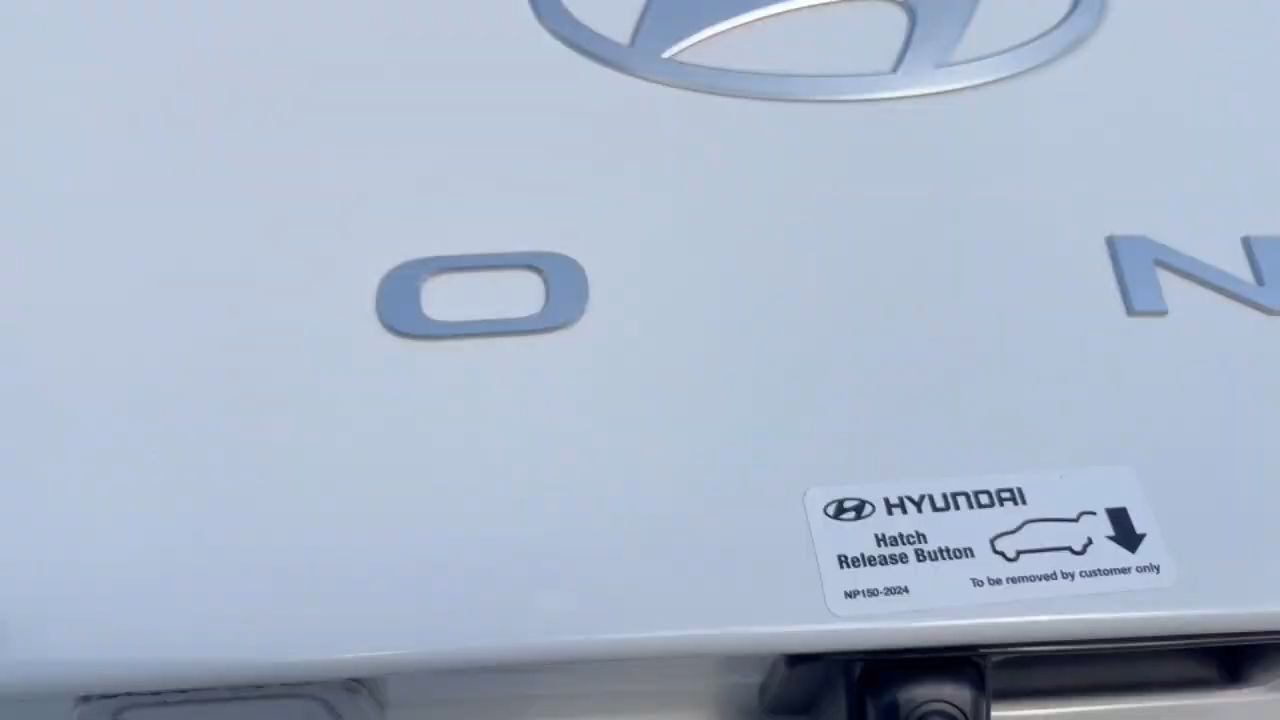 O N
HYUNDAI
Hatch
Release Button
To be removed by customer only
NP150-2024